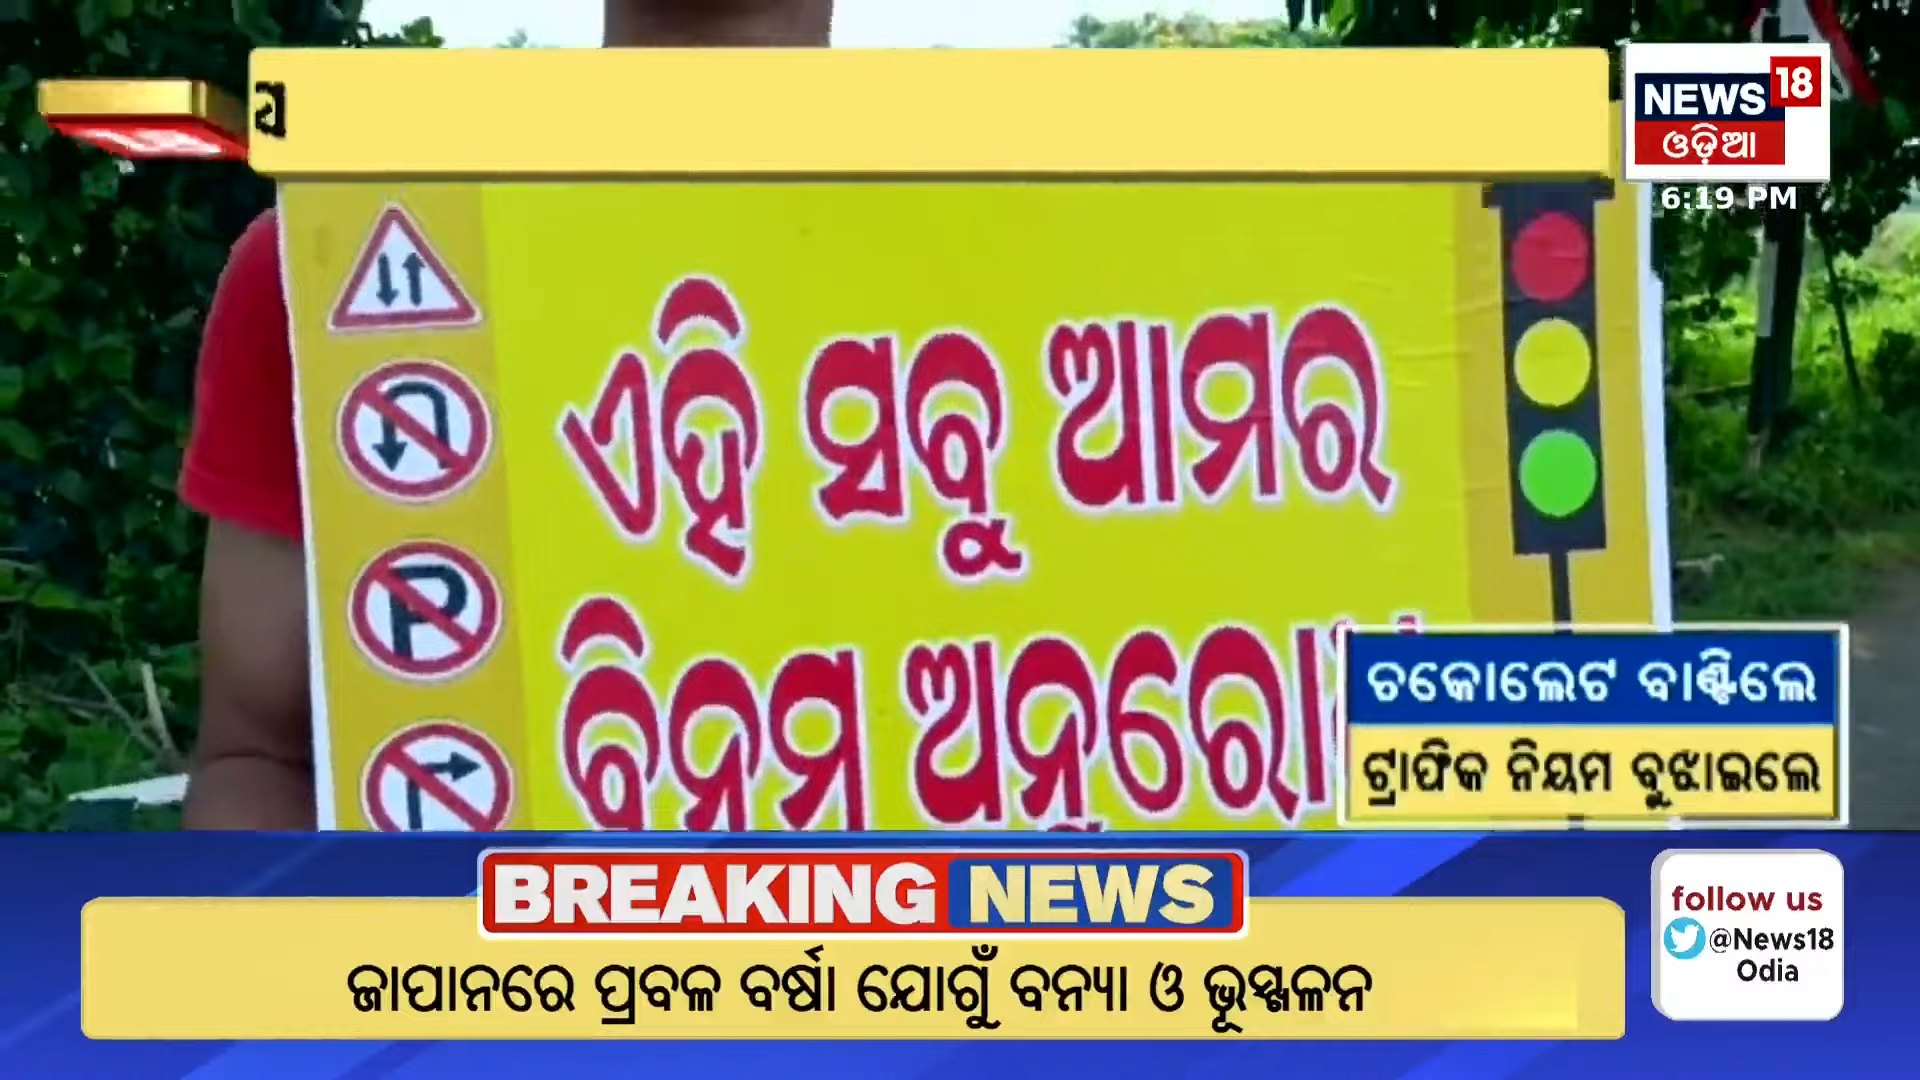 NEWS 18
ଓଡ଼ିଆ
6:19 PM
ଏହି ସବୁ ଆମର
ବିନମ୍ର
P
ଚକୋଲେଟ ବାଣ୍ଟିଲେ
ଟ୍ରାଫିକ ନିୟମ ବୁଝାଇଲେ
BREAKING NEWS
ଜାପାନରେ ପ୍ରବଳ ବର୍ଷା ଯୋଗୁଁ ବନ୍ୟା ଓ ଭୂସ୍ଖଳନ
follow us
@News18
Odia